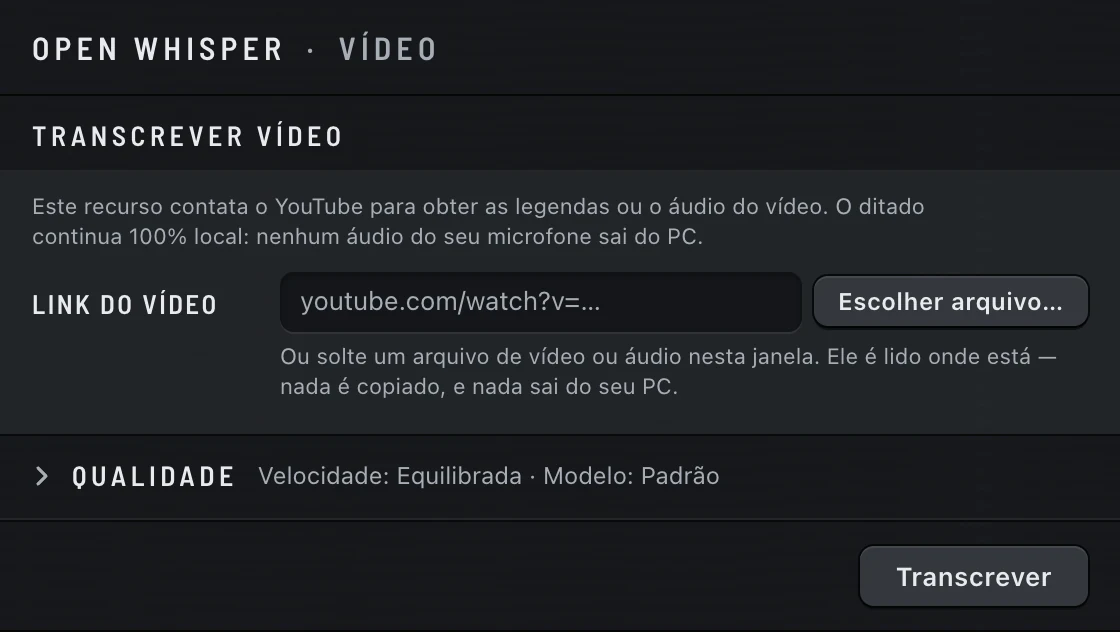 OPEN WHISPER · VÍDEO
TRANSCREVER VÍDEO
Este recurso contata o YouTube para obter as legendas ou o áudio do vídeo. O ditado
continua 100% local: nenhum áudio do seu microfone sai do PC.
LINK DO VÍDEO youtube.com/watch?v=... Escolher arquivo...
Ou solte um arquivo de vídeo ou áudio nesta janela. Ele é lido onde está —
nada é copiado, e nada sai do seu PC.
QUALIDADE Velocidade: Equilibrada · Modelo: Padrão
Transcrever